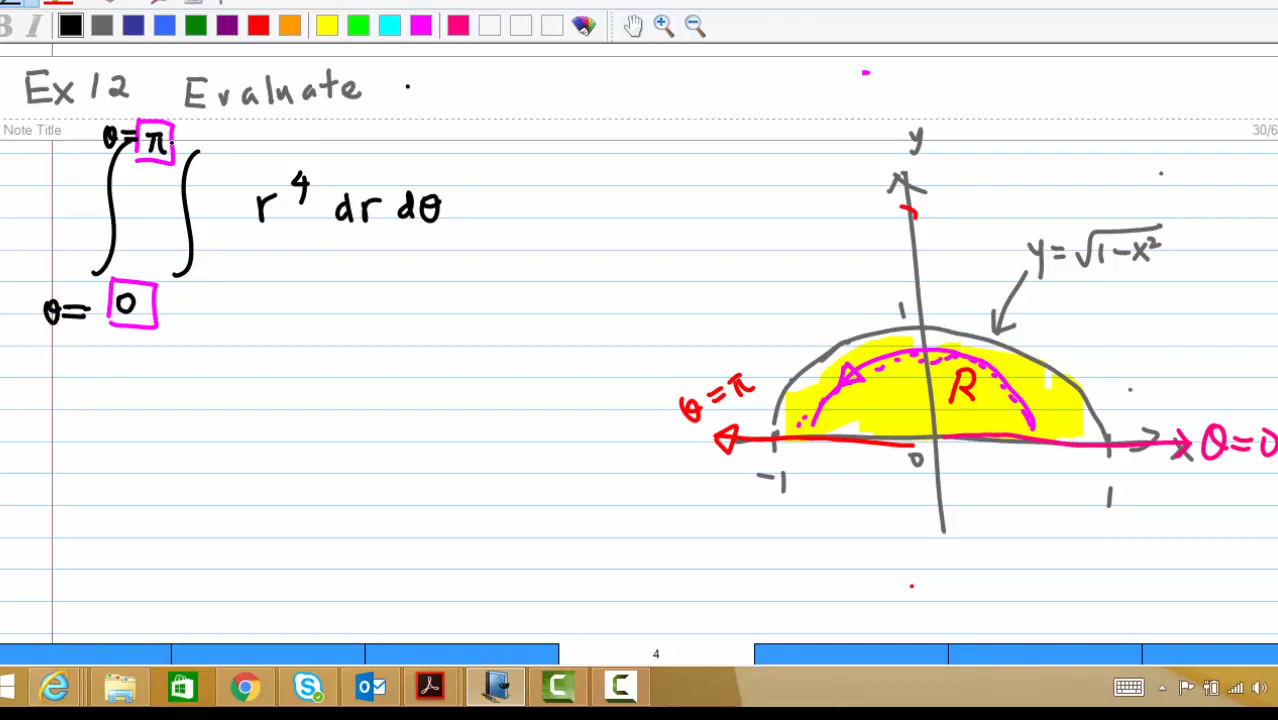 Ex 12 Evaluate
Note Title
30/6
θ= π
∫ ∫ r⁴ dr dθ
θ= 0
y
y = √1-x²
1
R
θ = π
0
x
θ=0
-1
1
4